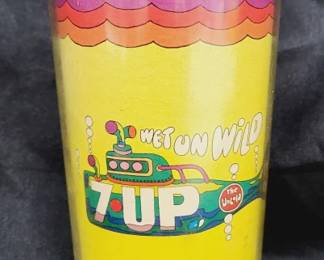 WET UN WILD
7-UP
The
UnCola